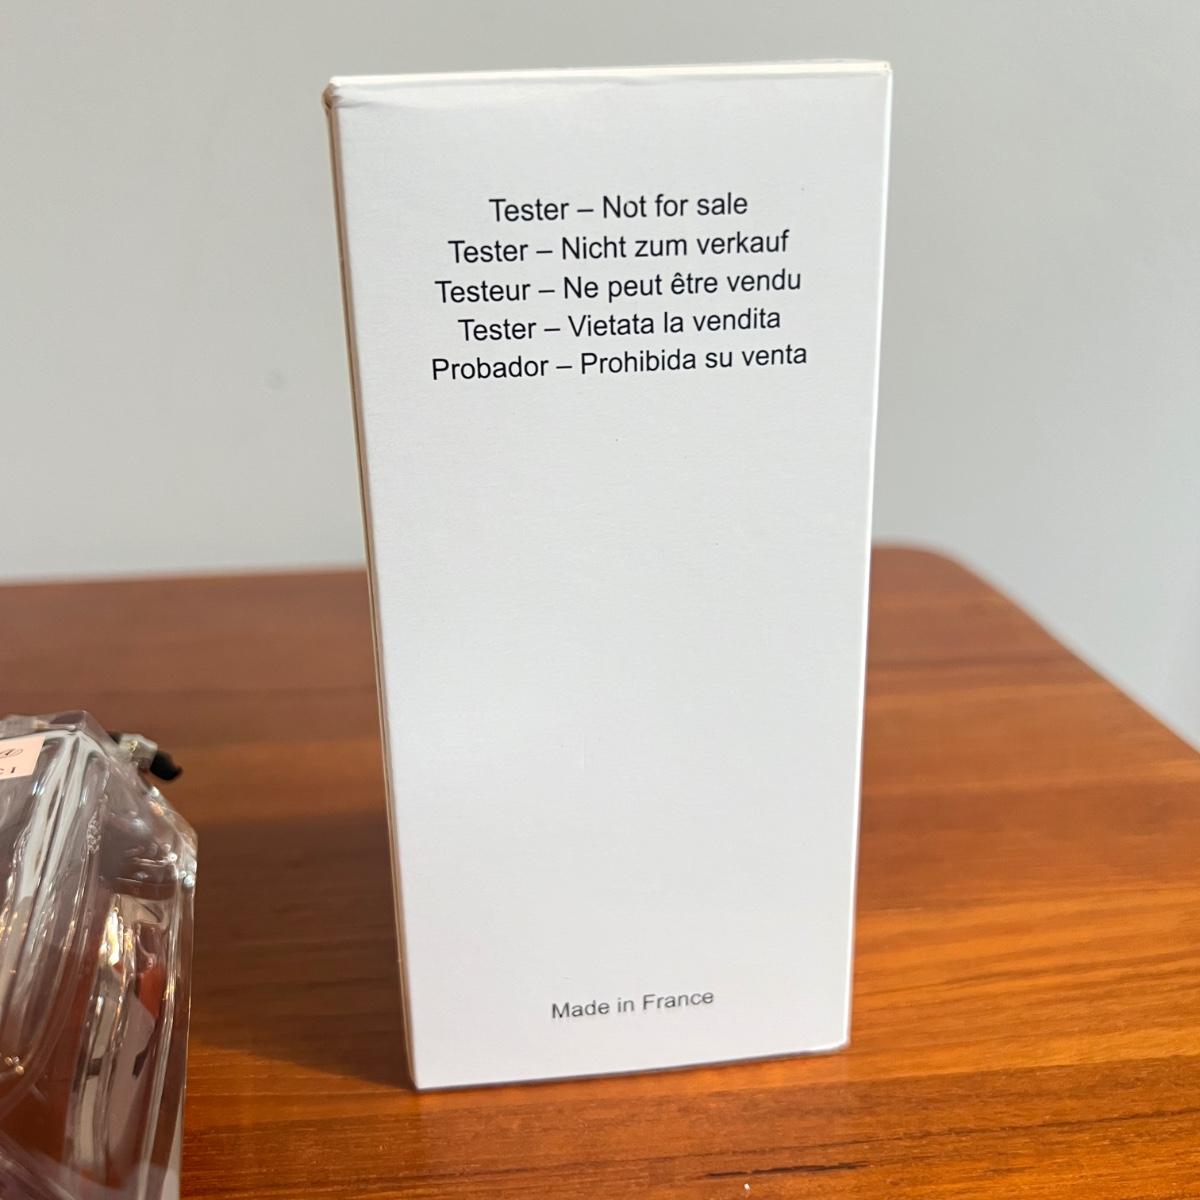 Tester – Not for sale
Tester – Nicht zum verkauf
Testeur – Ne peut être vendu
Tester – Vietata la vendita
Probador – Prohibida su venta
Made in France